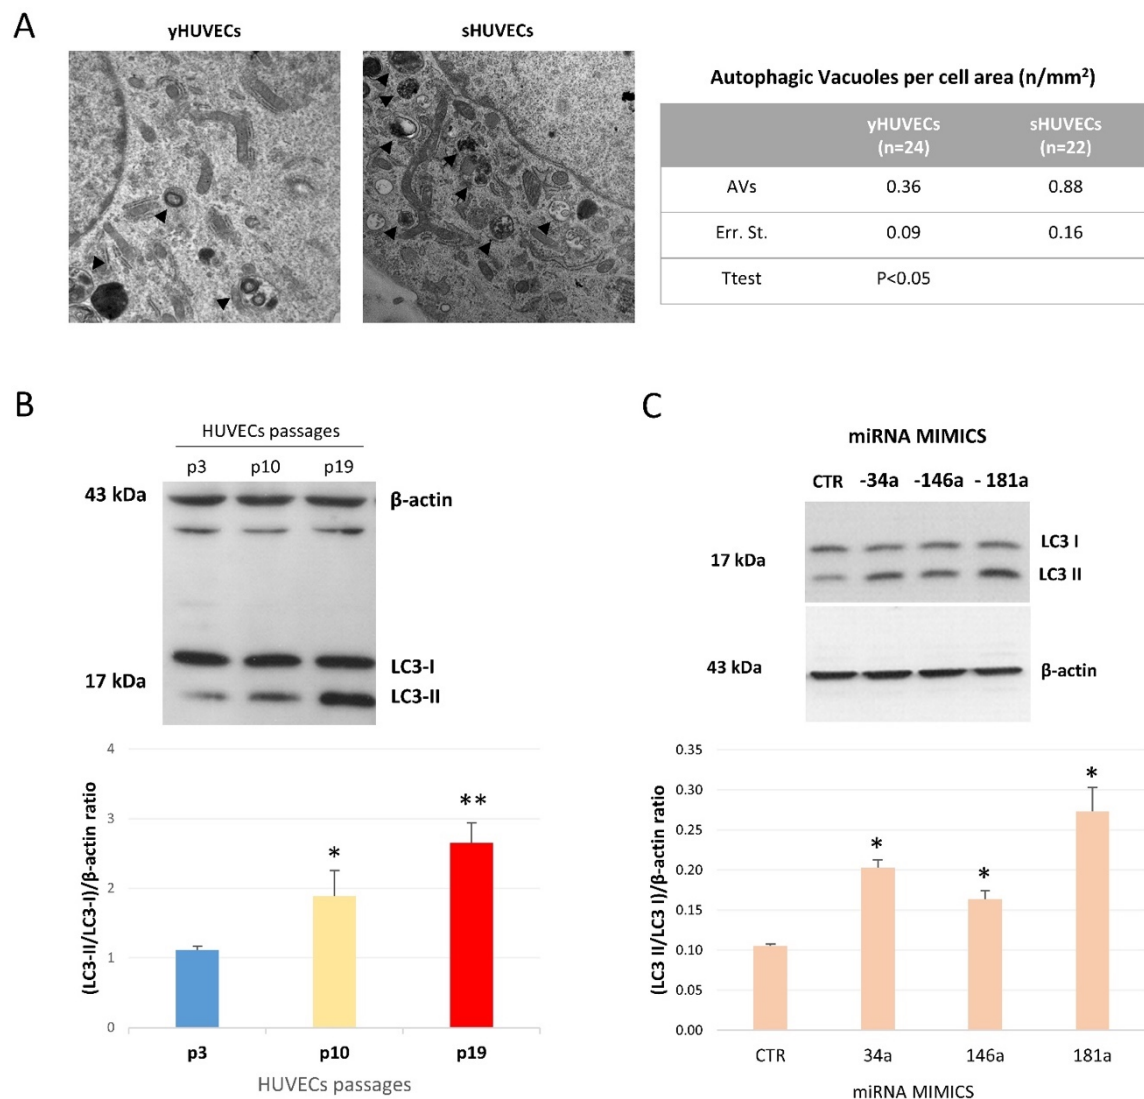 A
yHUVECs
sHUVECs
Autophagic Vacuoles per cell area (n/mm²)
yHUVECs (n=24)
sHUVECs (n=22)
AVs 0.36 0.88
Err. St. 0.09 0.16
Ttest P<0.05
B
HUVECs passages
p3 p10 p19
43 kDa
β-actin
LC3-I
17 kDa
LC3-II
(LC3-II/LC3-I)/β-actin ratio
4
3
2
1
0
*
**
p3 p10 p19
HUVECs passages
C
miRNA MIMICS
CTR -34a -146a - 181a
LC3 I
17 kDa
LC3 II
43 kDa
β-actin
(LC3 II/LC3 I)/β-actin ratio
0.35
0.30
0.25
0.20
0.15
0.10
0.05
0.00
*
*
*
CTR 34a 146a 181a
miRNA MIMICS